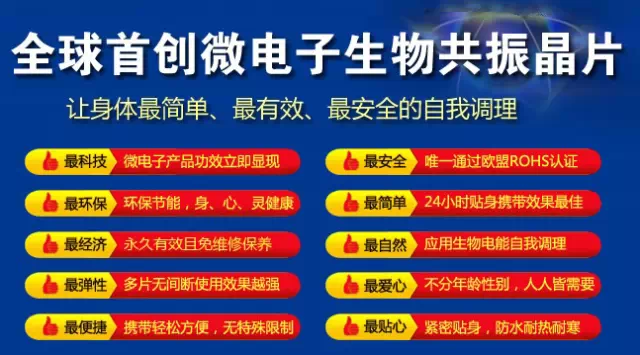 全球首创微电子生物共振晶片
让身体最简单、最有效、最安全的自我调理
最科技 微电子产品功效立即显现
最安全 唯一通过欧盟ROHS认证
最环保 环保节能，身、心、灵健康
最简单 24小时贴身携带效果最佳
最经济 永久有效且免维修保养
最自然 应用生物电能自我调理
最弹性 多片无间断使用效果越强
最爱心 不分年龄性别，人人皆需要
最便捷 携带轻松方便，无特殊限制
最贴心 紧密贴身，防水耐热耐寒